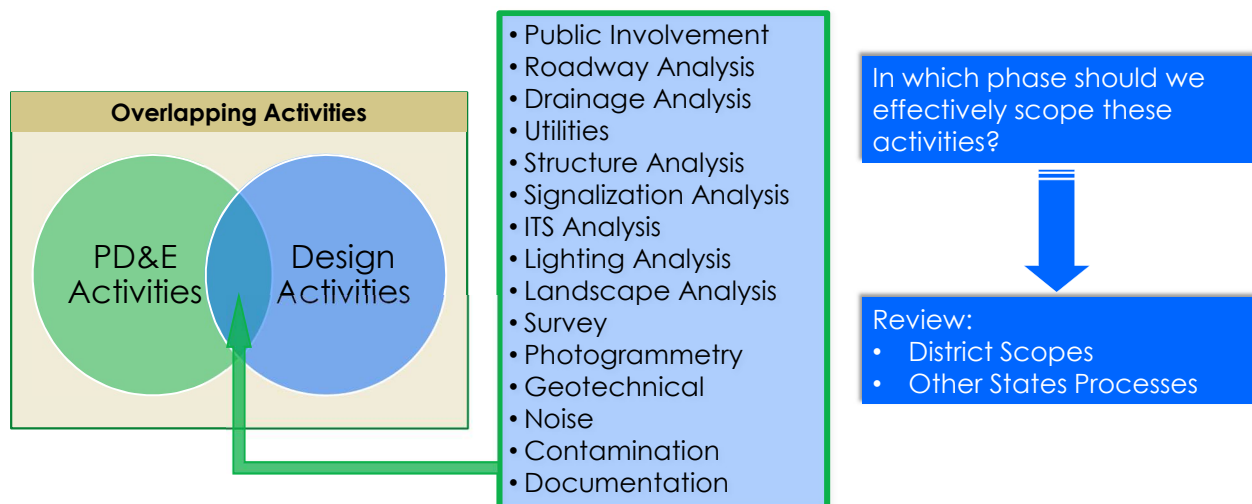 Overlapping Activities
PD&E
Activities
Design
Activities
• Public Involvement
• Roadway Analysis
• Drainage Analysis
• Utilities
• Structure Analysis
• Signalization Analysis
• ITS Analysis
• Lighting Analysis
• Landscape Analysis
• Survey
• Photogrammetry
• Geotechnical
• Noise
• Contamination
• Documentation
In which phase should we
effectively scope these
activities?
Review:
• District Scopes
• Other States Processes